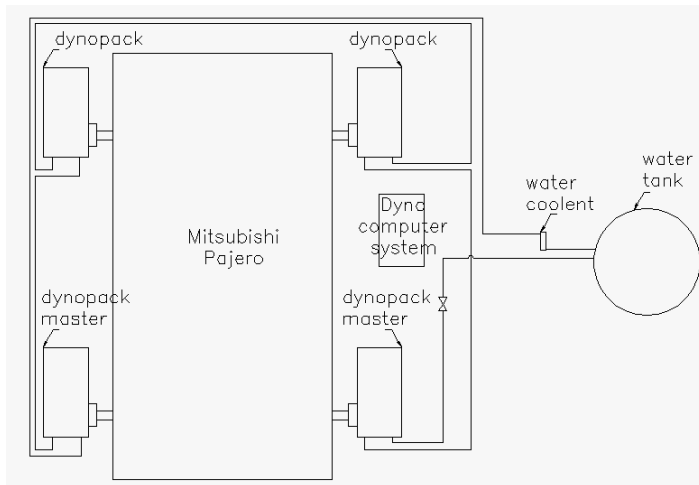 dynopack
dynopack
water
tank
water
coolent
Dyno
computer
system
Mitsubishi
Pajero
dynopack
master
dynopack
master